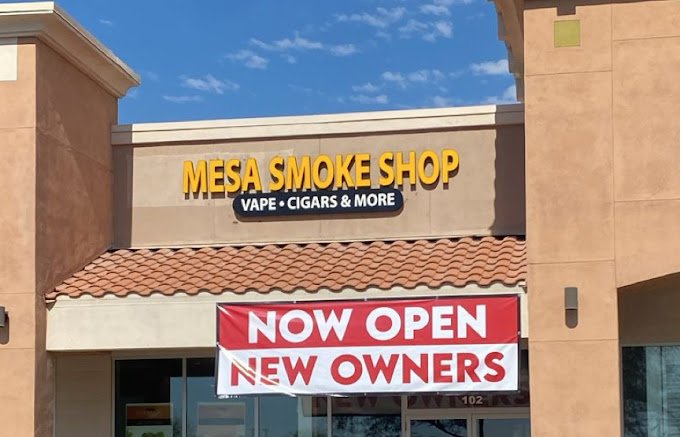 MESA SMOKE SHOP
VAPE • CIGARS & MORE
NOW OPEN
NEW OWNERS
102